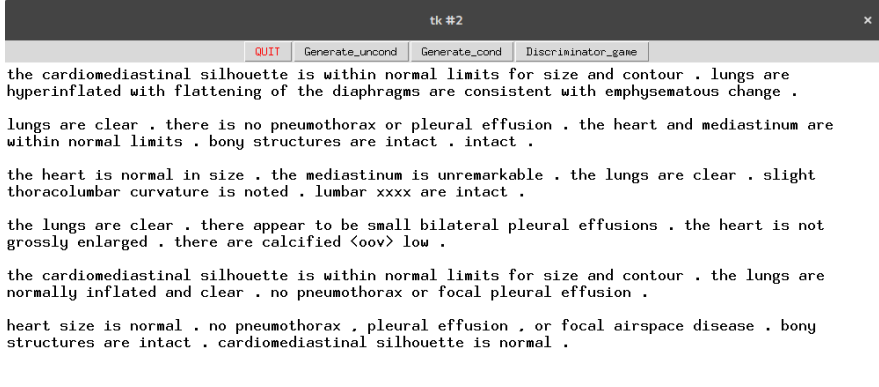 tk #2
×
QUIT Generate_uncond Generate_cond Discriminator_game
the cardiomediastinal silhouette is within normal limits for size and contour . lungs are
hyperinflated with flattening of the diaphragms are consistent with emphysematous change .
lungs are clear . there is no pneumothorax or pleural effusion . the heart and mediastinum are
within normal limits . bony structures are intact . intact .
the heart is normal in size . the mediastinum is unremarkable . the lungs are clear . slight
thoracolumbar curvature is noted . lumbar xxxx are intact .
the lungs are clear . there appear to be small bilateral pleural effusions . the heart is not
grossly enlarged . there are calcified <oov> low .
the cardiomediastinal silhouette is within normal limits for size and contour . the lungs are
normally inflated and clear . no pneumothorax or focal pleural effusion .
heart size is normal . no pneumothorax , pleural effusion , or focal airspace disease . bony
structures are intact . cardiomediastinal silhouette is normal .